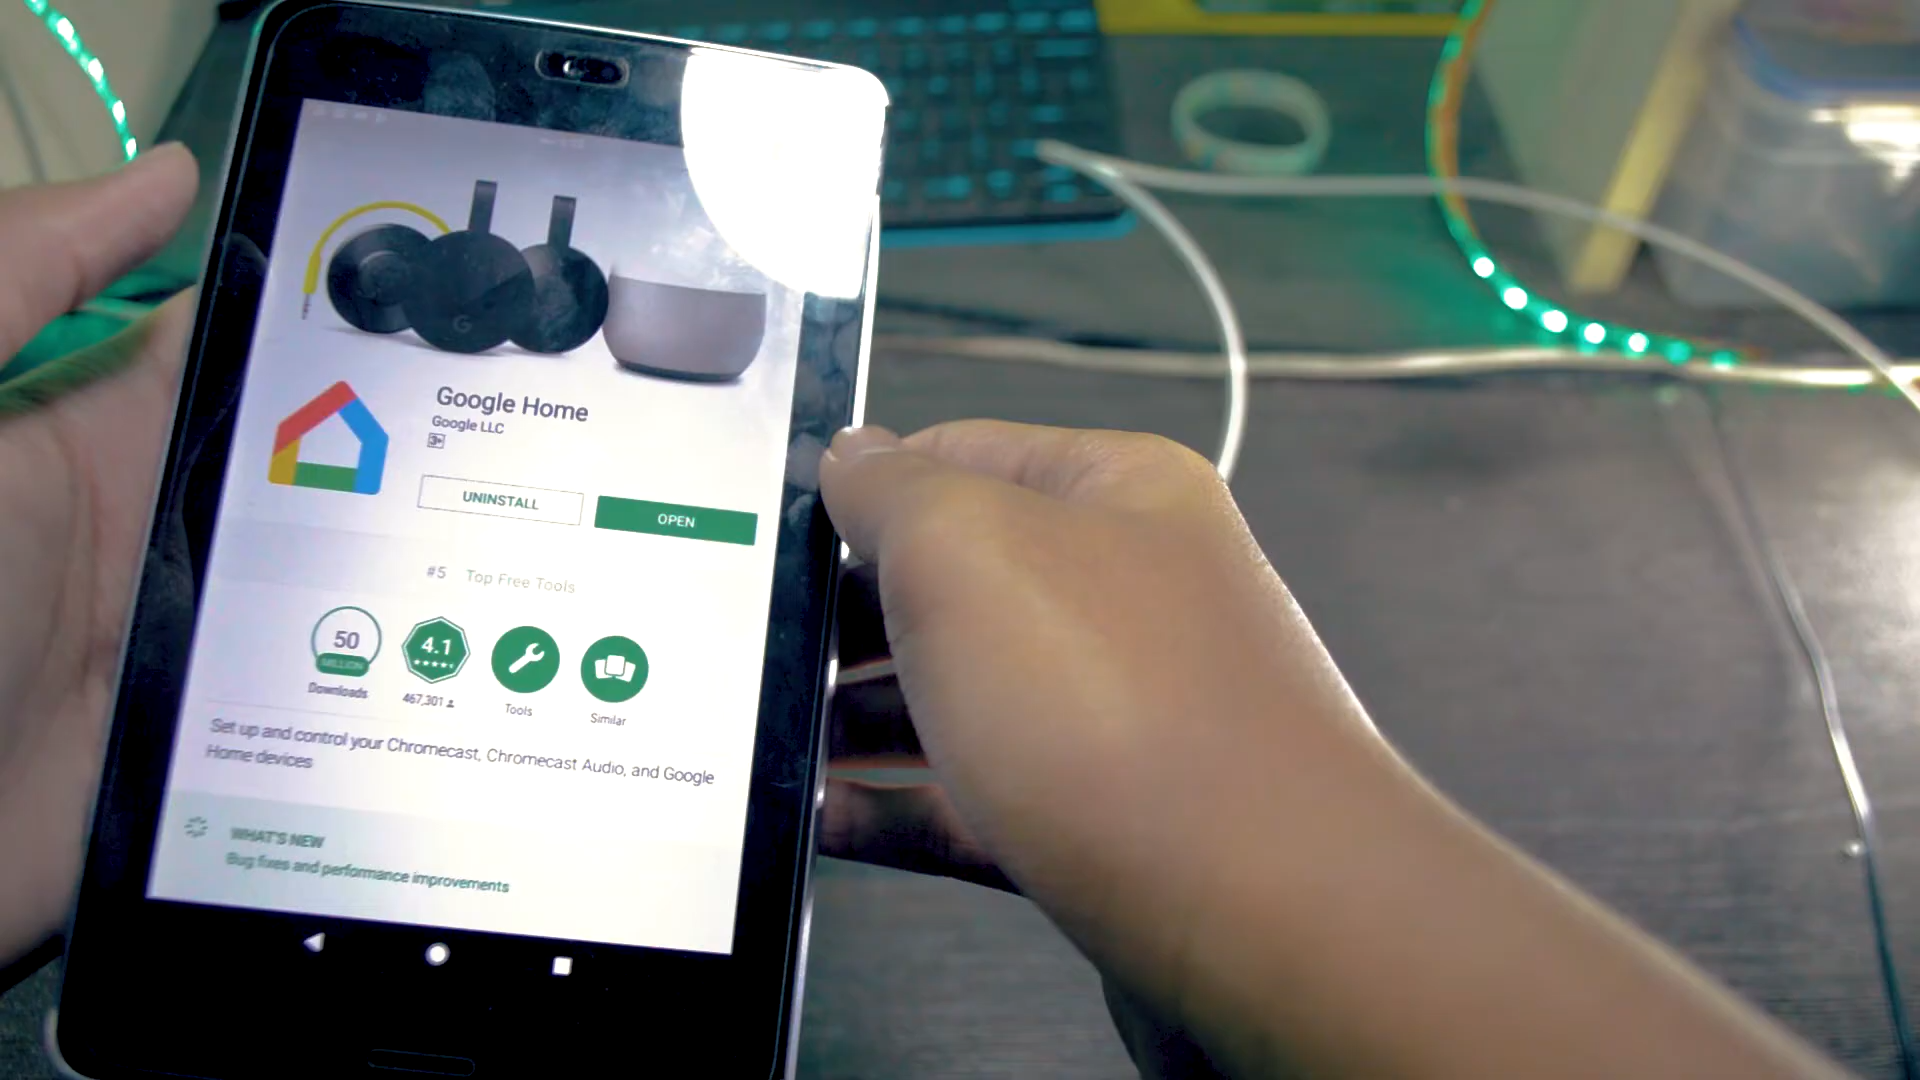 G
Google Home
Google LLC
3+
UNINSTALL
OPEN
#5 Top Free Tools
50
MILLION
Downloads
4.1
467,301
Tools
Similar
Set up and control your Chromecast, Chromecast Audio, and Google
Home devices
WHAT'S NEW
Bug fixes and performance improvements